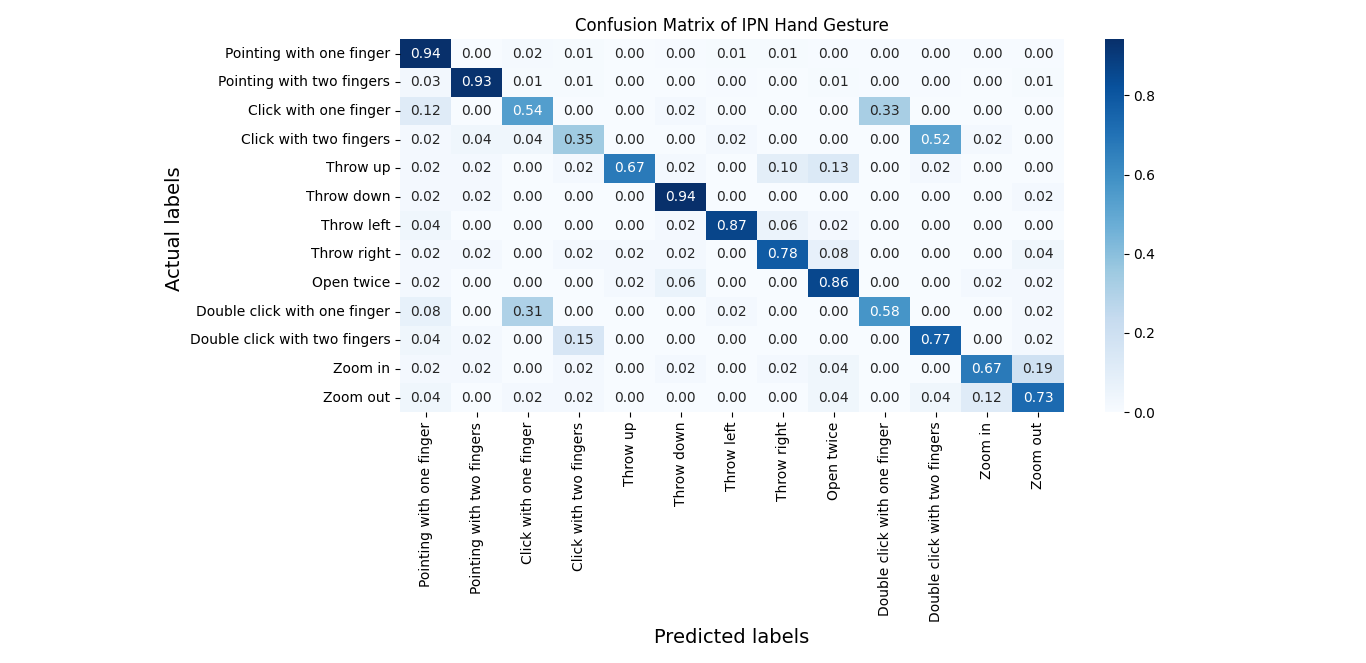 Confusion Matrix of IPN Hand Gesture
Actual labels
Pointing with one finger 0.94 0.00 0.02 0.01 0.00 0.00 0.01 0.01 0.00 0.00 0.00 0.00 0.00
Pointing with two fingers 0.03 0.93 0.01 0.01 0.00 0.00 0.00 0.00 0.01 0.00 0.00 0.00 0.01
Click with one finger 0.12 0.00 0.54 0.00 0.00 0.02 0.00 0.00 0.00 0.33 0.00 0.00 0.00
Click with two fingers 0.02 0.04 0.04 0.35 0.00 0.00 0.02 0.00 0.00 0.00 0.52 0.02 0.00
Throw up 0.02 0.02 0.00 0.02 0.67 0.02 0.00 0.10 0.13 0.00 0.02 0.00 0.00
Throw down 0.02 0.02 0.00 0.00 0.00 0.94 0.00 0.00 0.00 0.00 0.00 0.00 0.02
Throw left 0.04 0.00 0.00 0.00 0.00 0.02 0.87 0.06 0.02 0.00 0.00 0.00 0.00
Throw right 0.02 0.02 0.00 0.02 0.02 0.02 0.00 0.78 0.08 0.00 0.00 0.00 0.04
Open twice 0.02 0.00 0.00 0.00 0.02 0.06 0.00 0.00 0.86 0.00 0.00 0.02 0.02
Double click with one finger 0.08 0.00 0.31 0.00 0.00 0.00 0.02 0.00 0.00 0.58 0.00 0.00 0.02
Double click with two fingers 0.04 0.02 0.00 0.15 0.00 0.00 0.00 0.00 0.00 0.00 0.77 0.00 0.02
Zoom in 0.02 0.02 0.00 0.02 0.00 0.02 0.00 0.02 0.04 0.00 0.00 0.67 0.19
Zoom out 0.04 0.00 0.02 0.02 0.00 0.00 0.00 0.00 0.04 0.00 0.04 0.12 0.73
Pointing with one finger
Pointing with two fingers
Click with one finger
Click with two fingers
Throw up
Throw down
Throw left
Throw right
Open twice
Double click with one finger
Double click with two fingers
Zoom in
Zoom out
Predicted labels
0.8
0.6
0.4
0.2
0.0